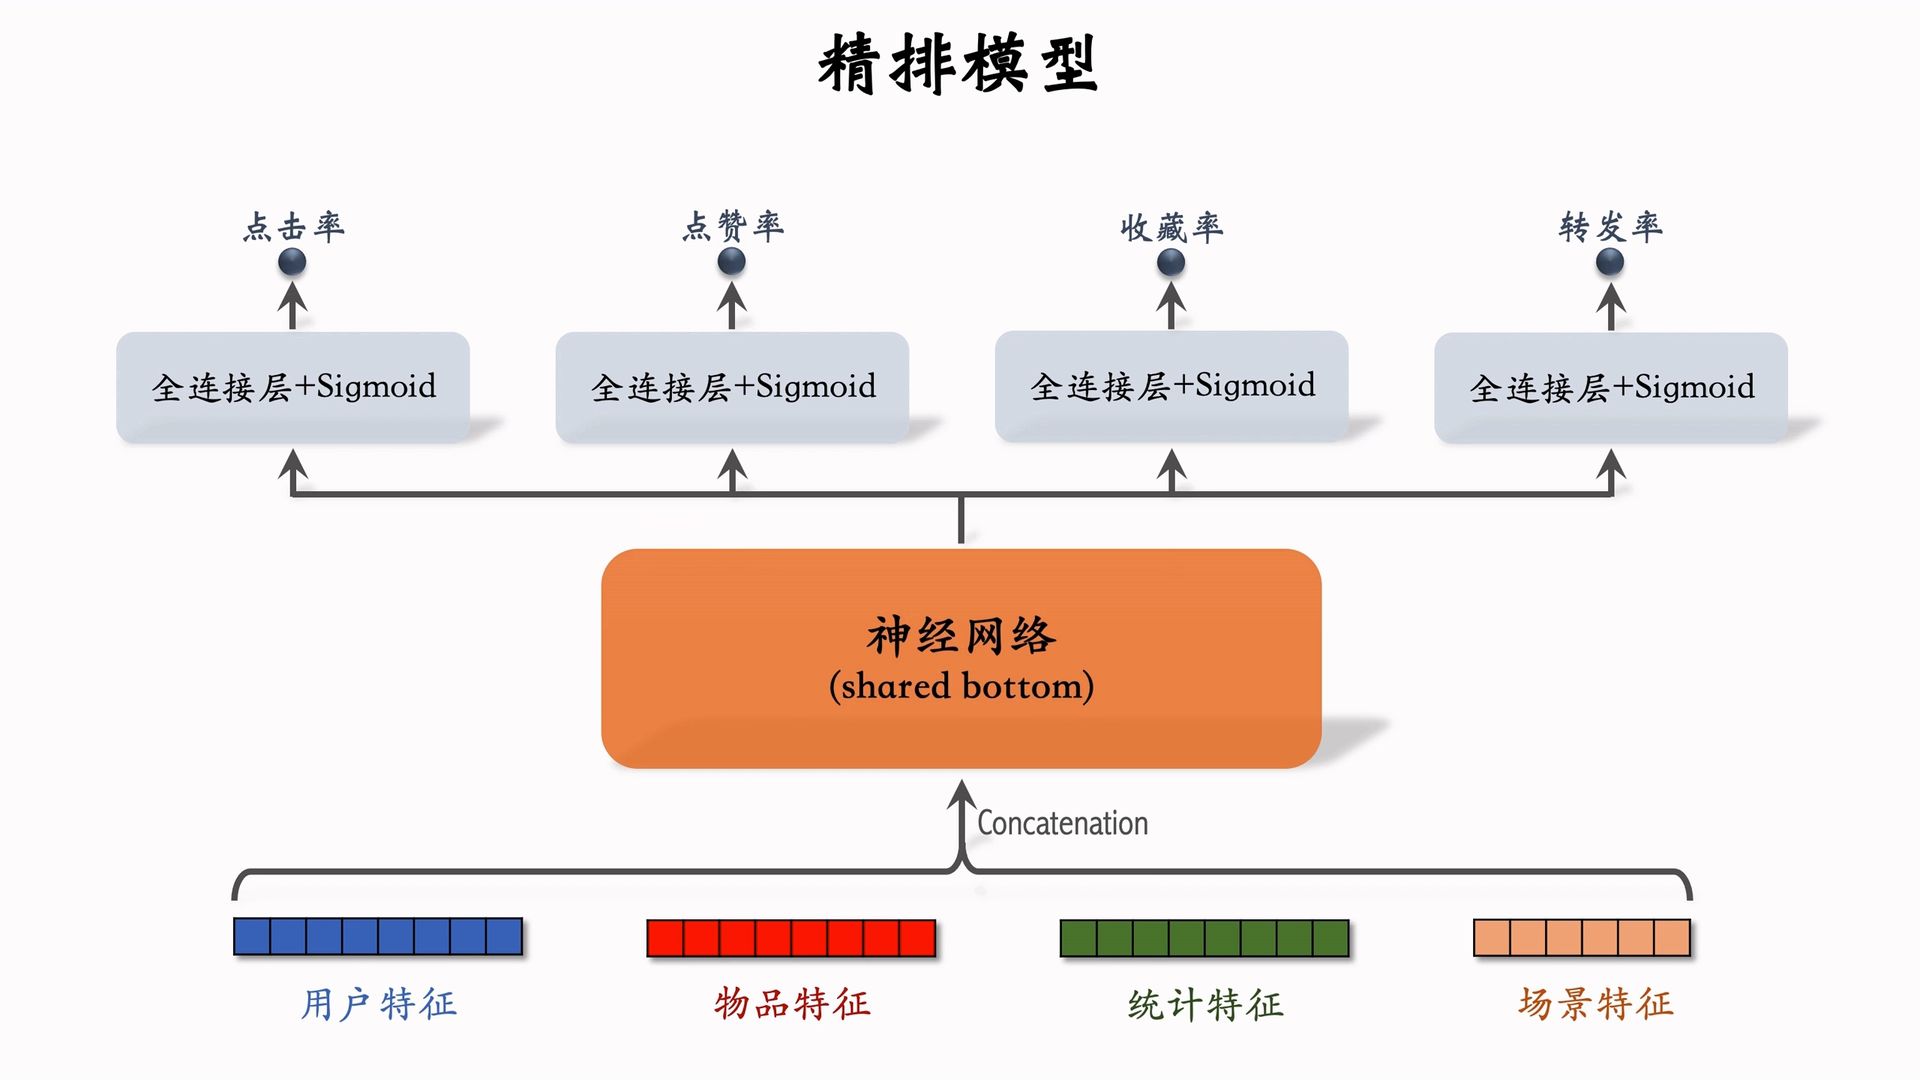 精排模型
点击率
点赞率
收藏率
转发率
全连接层+Sigmoid
全连接层+Sigmoid
全连接层+Sigmoid
全连接层+Sigmoid
神经网络
(shared bottom)
Concatenation
用户特征
物品特征
统计特征
场景特征